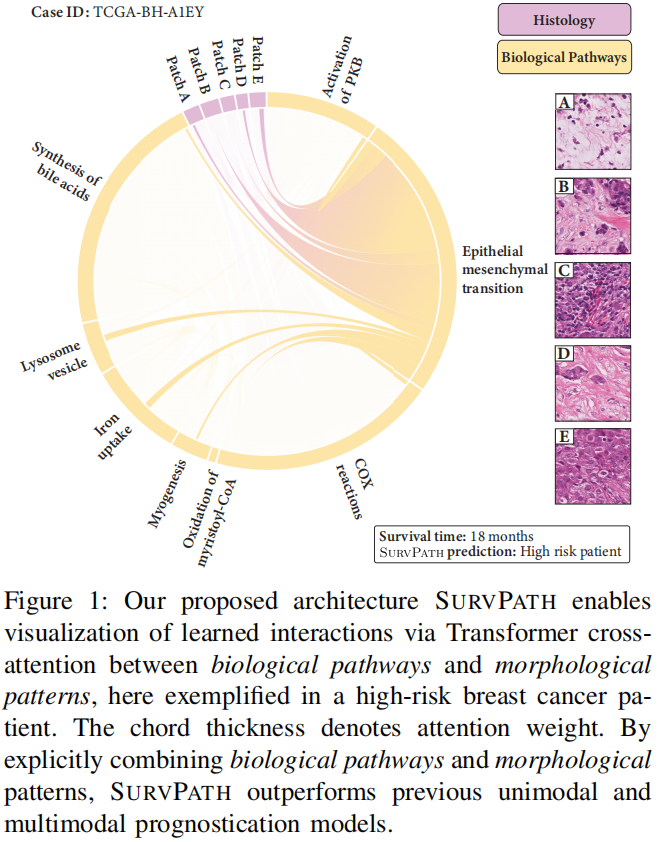 Case ID: TCGA-BH-A1EY
Histology
Biological Pathways
Patch A
Patch B
Patch C
Patch D
Patch E
Activation
of PKB
Synthesis of
bile acids
Epithelial
mesenchymal
transition
Lysosome
vesicle
Iron
uptake
Myogenesis
Oxidation of
myristoyl-CoA
COX
reactions
A
B
C
D
E
Survival time: 18 months
SURVPATH prediction: High risk patient
Figure 1: Our proposed architecture SURVPATH enables
visualization of learned interactions via Transformer cross-
attention between biological pathways and morphological
patterns, here exemplified in a high-risk breast cancer pa-
tient. The chord thickness denotes attention weight. By
explicitly combining biological pathways and morphological
patterns, SURVPATH outperforms previous unimodal and
multimodal prognostication models.